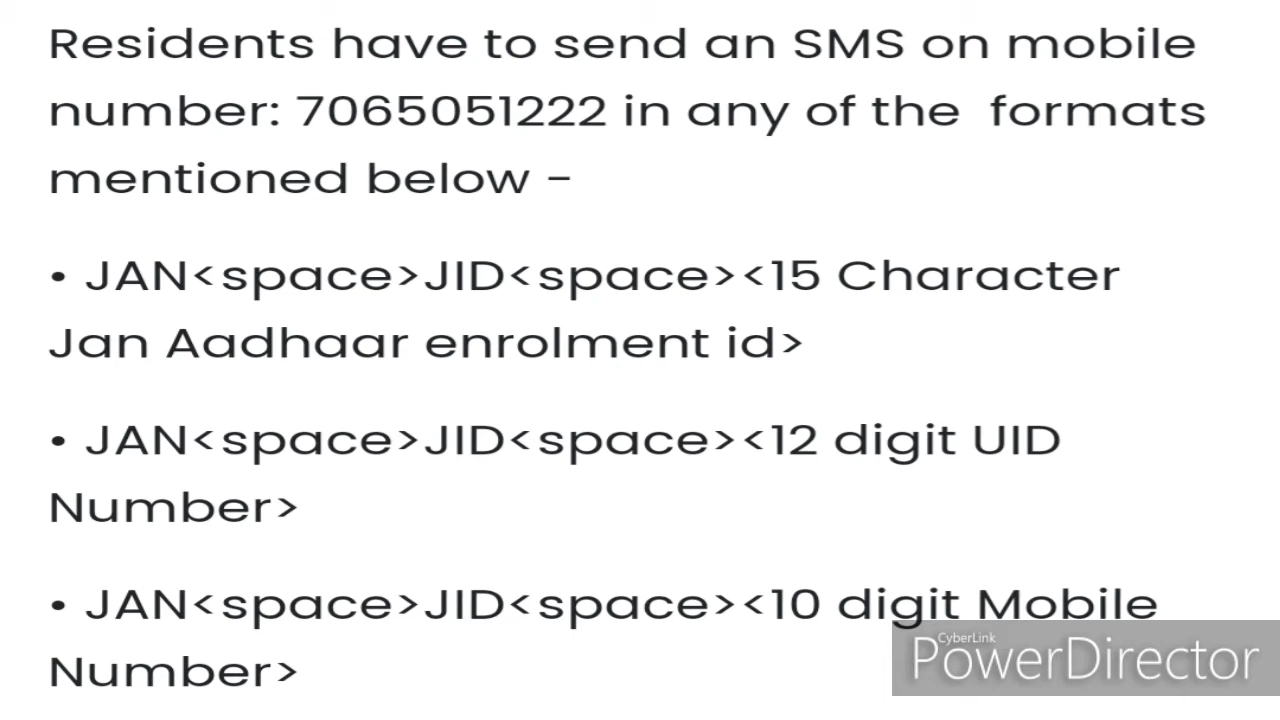 Residents have to send an SMS on mobile
number: 7065051222 in any of the formats
mentioned below -
• JAN<space>JID<space><15 Character
Jan Aadhaar enrolment id>
• JAN<space>JID<space><12 digit UID
Number>
• JAN<space>JID<space><10 digit Mobile
Number>
CyberLink
PowerDirector